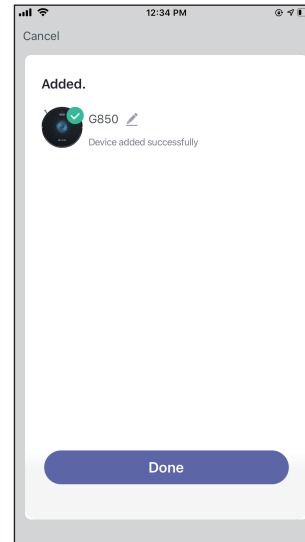 12:34 PM
Cancel
Added.
G850
Device added successfully
Done